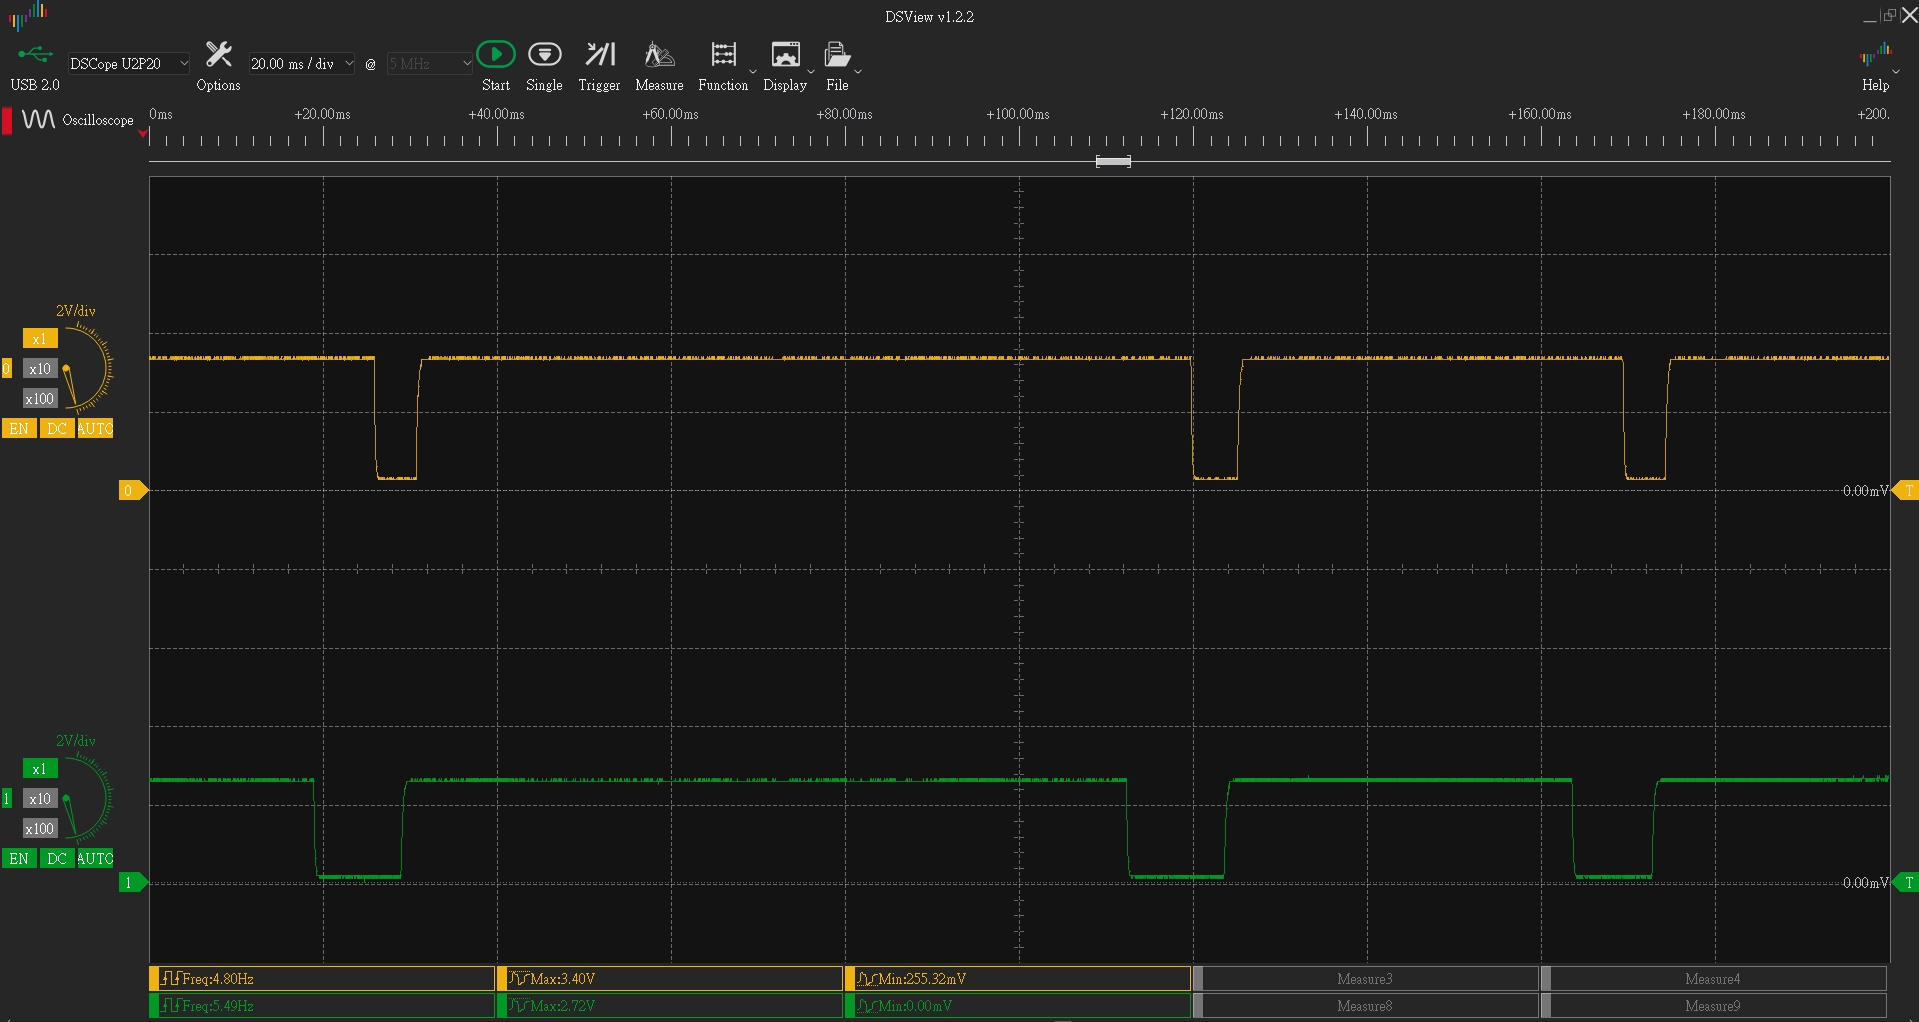 DSView v1.2.2
USB 2.0
DSCope U2P20
Options
20.00 ms / div
@
5 MHz
Start
Single
Trigger
Measure
Function
Display
File
Help
Oscilloscope
0ms
+20.00ms
+40.00ms
+60.00ms
+80.00ms
+100.00ms
+120.00ms
+140.00ms
+160.00ms
+180.00ms
+200.
2V/div
x1
0
x10
x100
EN DC AUTO
0
0.00mV
T
2V/div
x1
1
x10
x100
EN DC AUTO
1
0.00mV
T
Freq:4.80Hz
Max:3.40V
Min:255.32mV
Measure3
Measure4
Freq:5.49Hz
Max:2.72V
Min:0.00mV
Measure8
Measure9